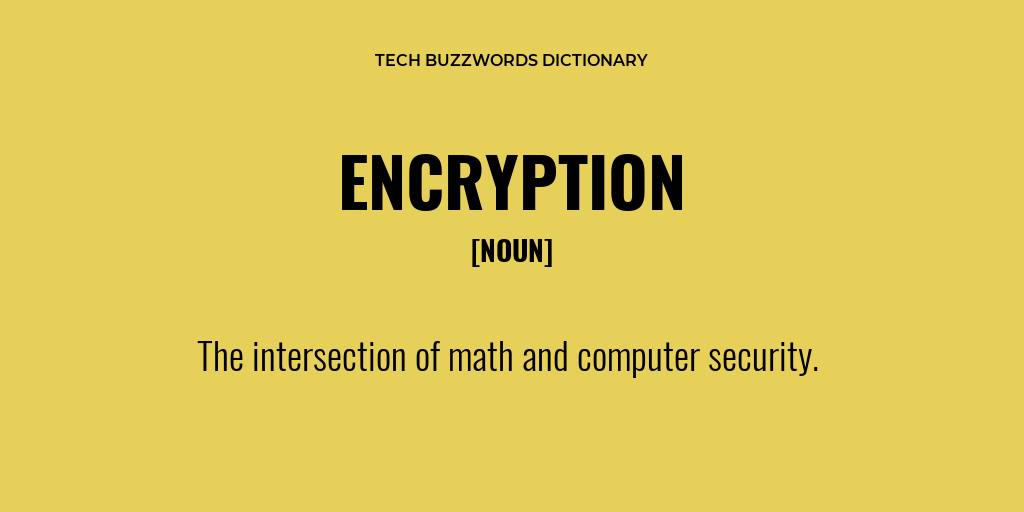 TECH BUZZWORDS DICTIONARY
ENCRYPTION
[NOUN]
The intersection of math and computer security.